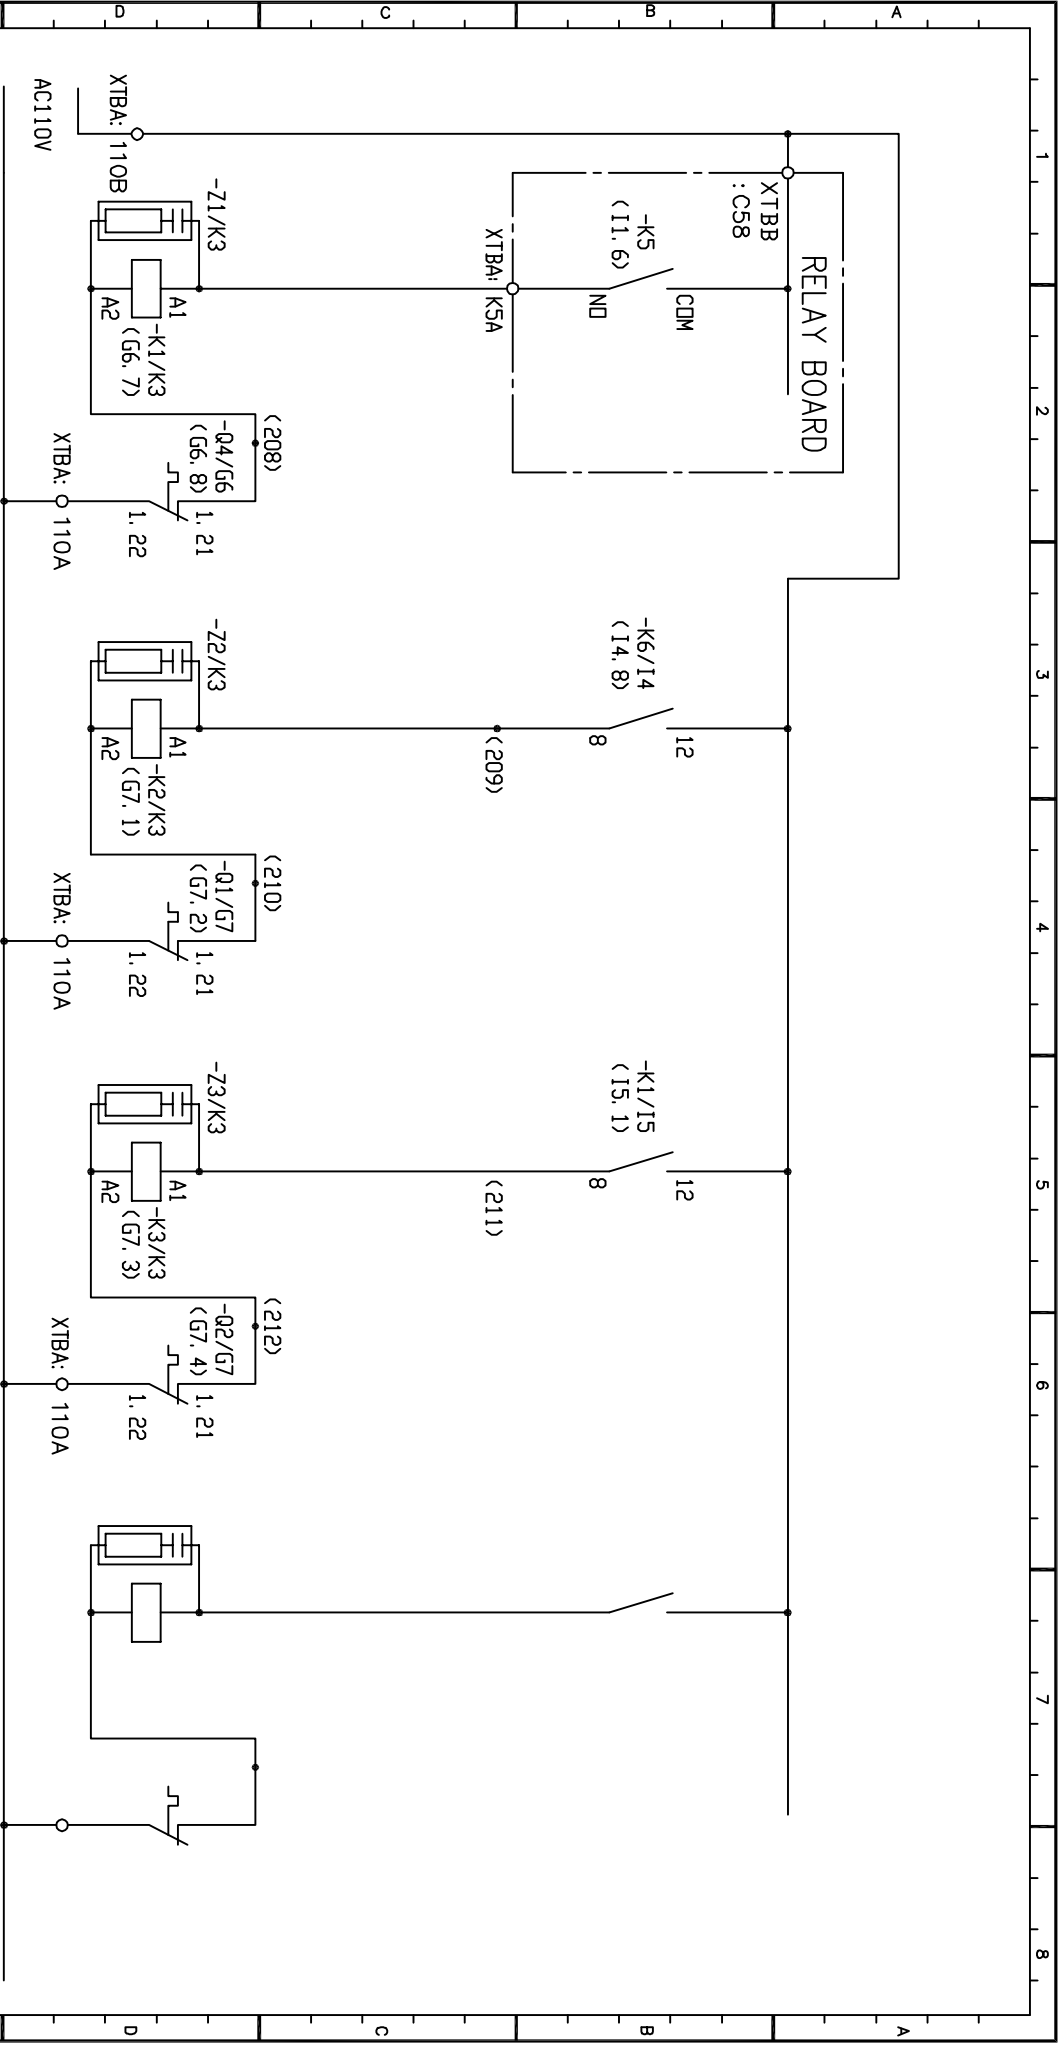 A
B
C
D
1
2
3
4
5
6
7
8
A
B
C
D
RELAY BOARD
XTBB
:C58
-K5
(I1,6)
COM
NO
XTBA: K5A
-Z1/K3
A1
A2
-K1/K3
(G6,7)
(208)
-Q4/G6
(G6,8)
1,21
1,22
XTBA: 110A
XTBA: 110B
AC110V
-K6/I4
(I4,8)
12
8
(209)
-Z2/K3
A1
A2
-K2/K3
(G7,1)
(210)
-Q1/G7
(G7,2)
1,21
1,22
XTBA: 110A
-K1/I5
(I5,1)
12
8
(211)
-Z3/K3
A1
A2
-K3/K3
(G7,3)
(212)
-Q2/G7
(G7,4)
1,21
1,22
XTBA: 110A